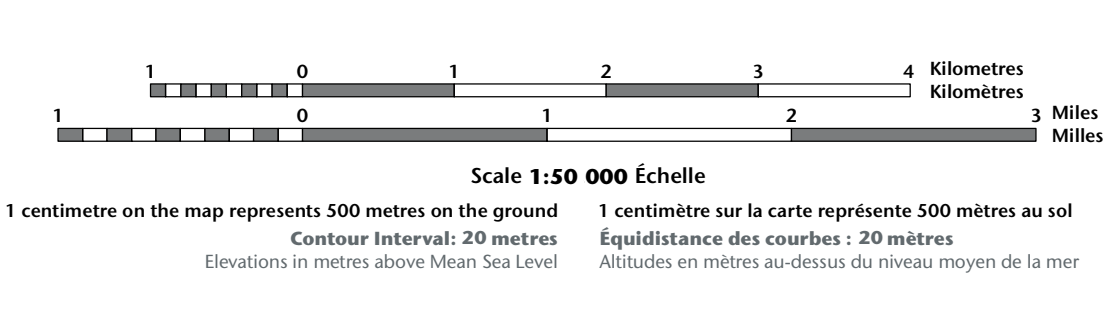 1 0 1 2 3 4 Kilometres
Kilomètres
1 0 1 2 3 Miles
Milles
Scale 1:50 000 Échelle
1 centimetre on the map represents 500 metres on the ground
Contour Interval: 20 metres
Elevations in metres above Mean Sea Level
1 centimètre sur la carte représente 500 mètres au sol
Équidistance des courbes : 20 mètres
Altitudes en mètres au-dessus du niveau moyen de la mer